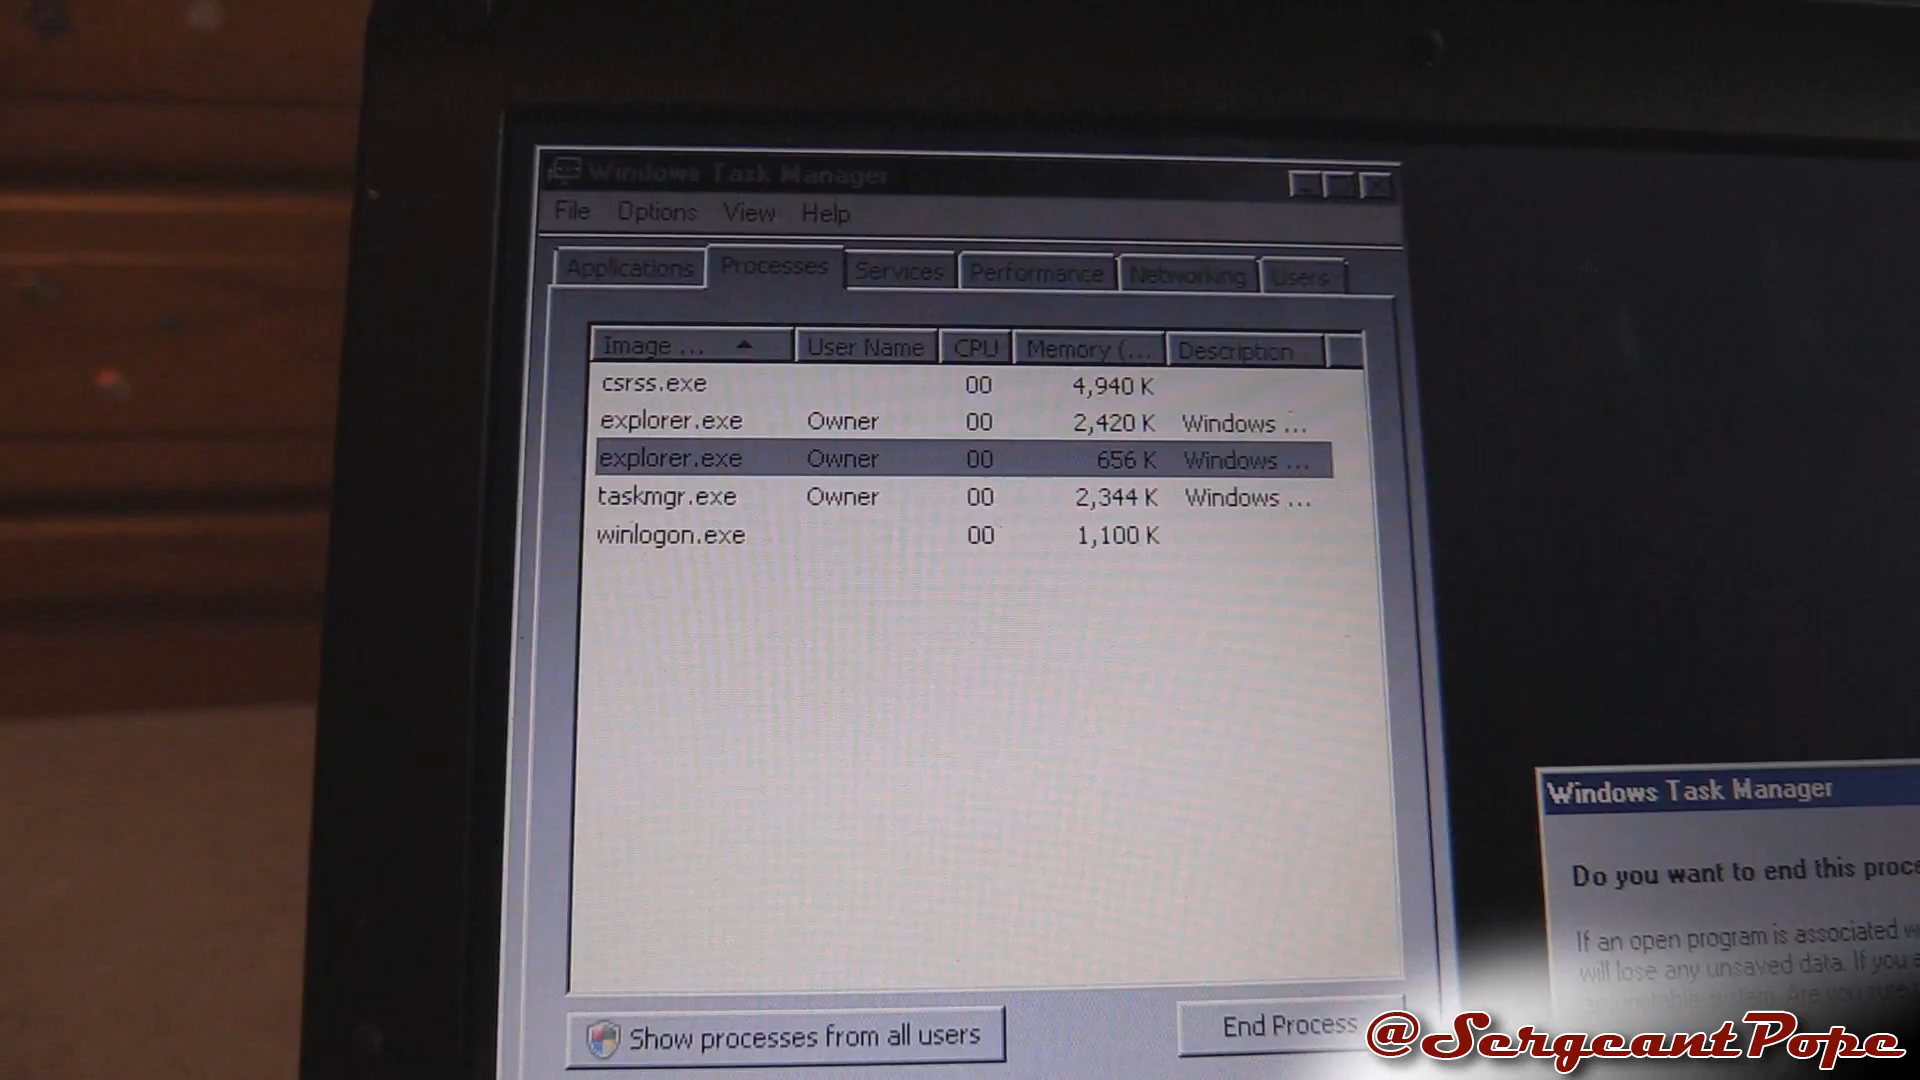 Windows Task Manager
File Options View Help
Applications Processes Services Performance Networking Users
Image ... User Name CPU Memory (... Description
csrss.exe 00 4,940 K
explorer.exe Owner 00 2,420 K Windows ...
explorer.exe Owner 00 656 K Windows ...
taskmgr.exe Owner 00 2,344 K Windows ...
winlogon.exe 00 1,100 K
Show processes from all users End Process
Windows Task Manager
Do you want to end this proce
If an open program is associated w
will lose any unsaved data. If you a
system. Are you
@SergeantPope